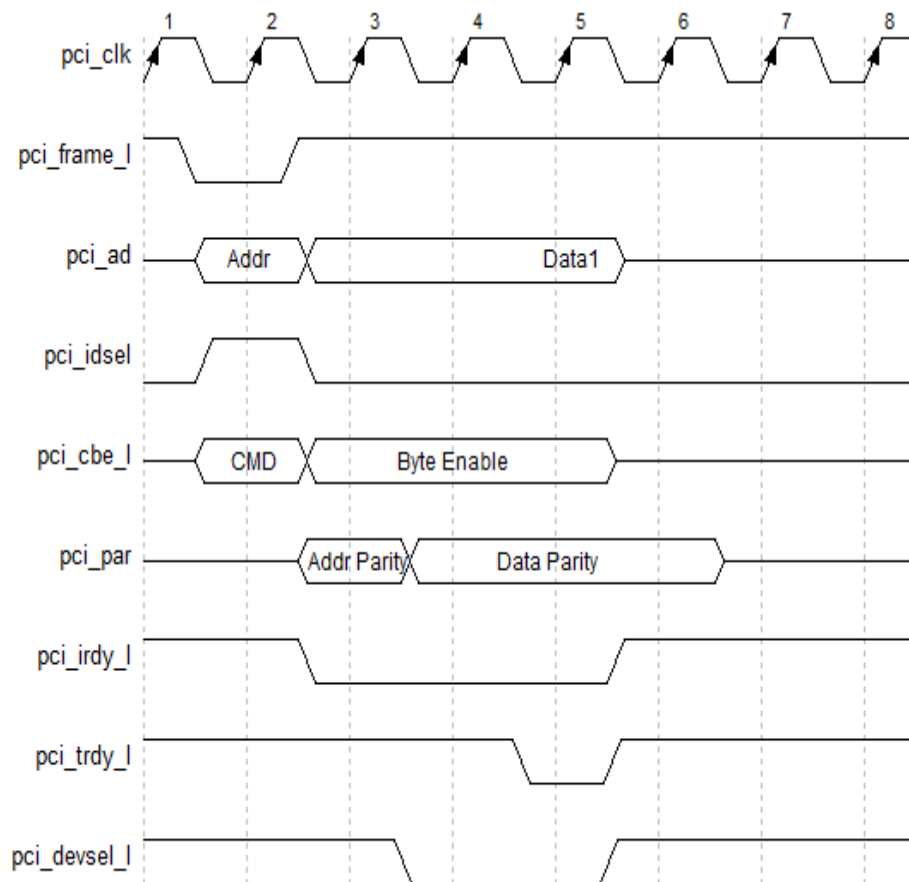 1 2 3 4 5 6 7 8
pci_clk
pci_frame_l
pci_ad Addr Data1
pci_idsel
pci_cbe_l CMD Byte Enable
pci_par Addr Parity Data Parity
pci_irdy_l
pci_trdy_l
pci_devsel_l